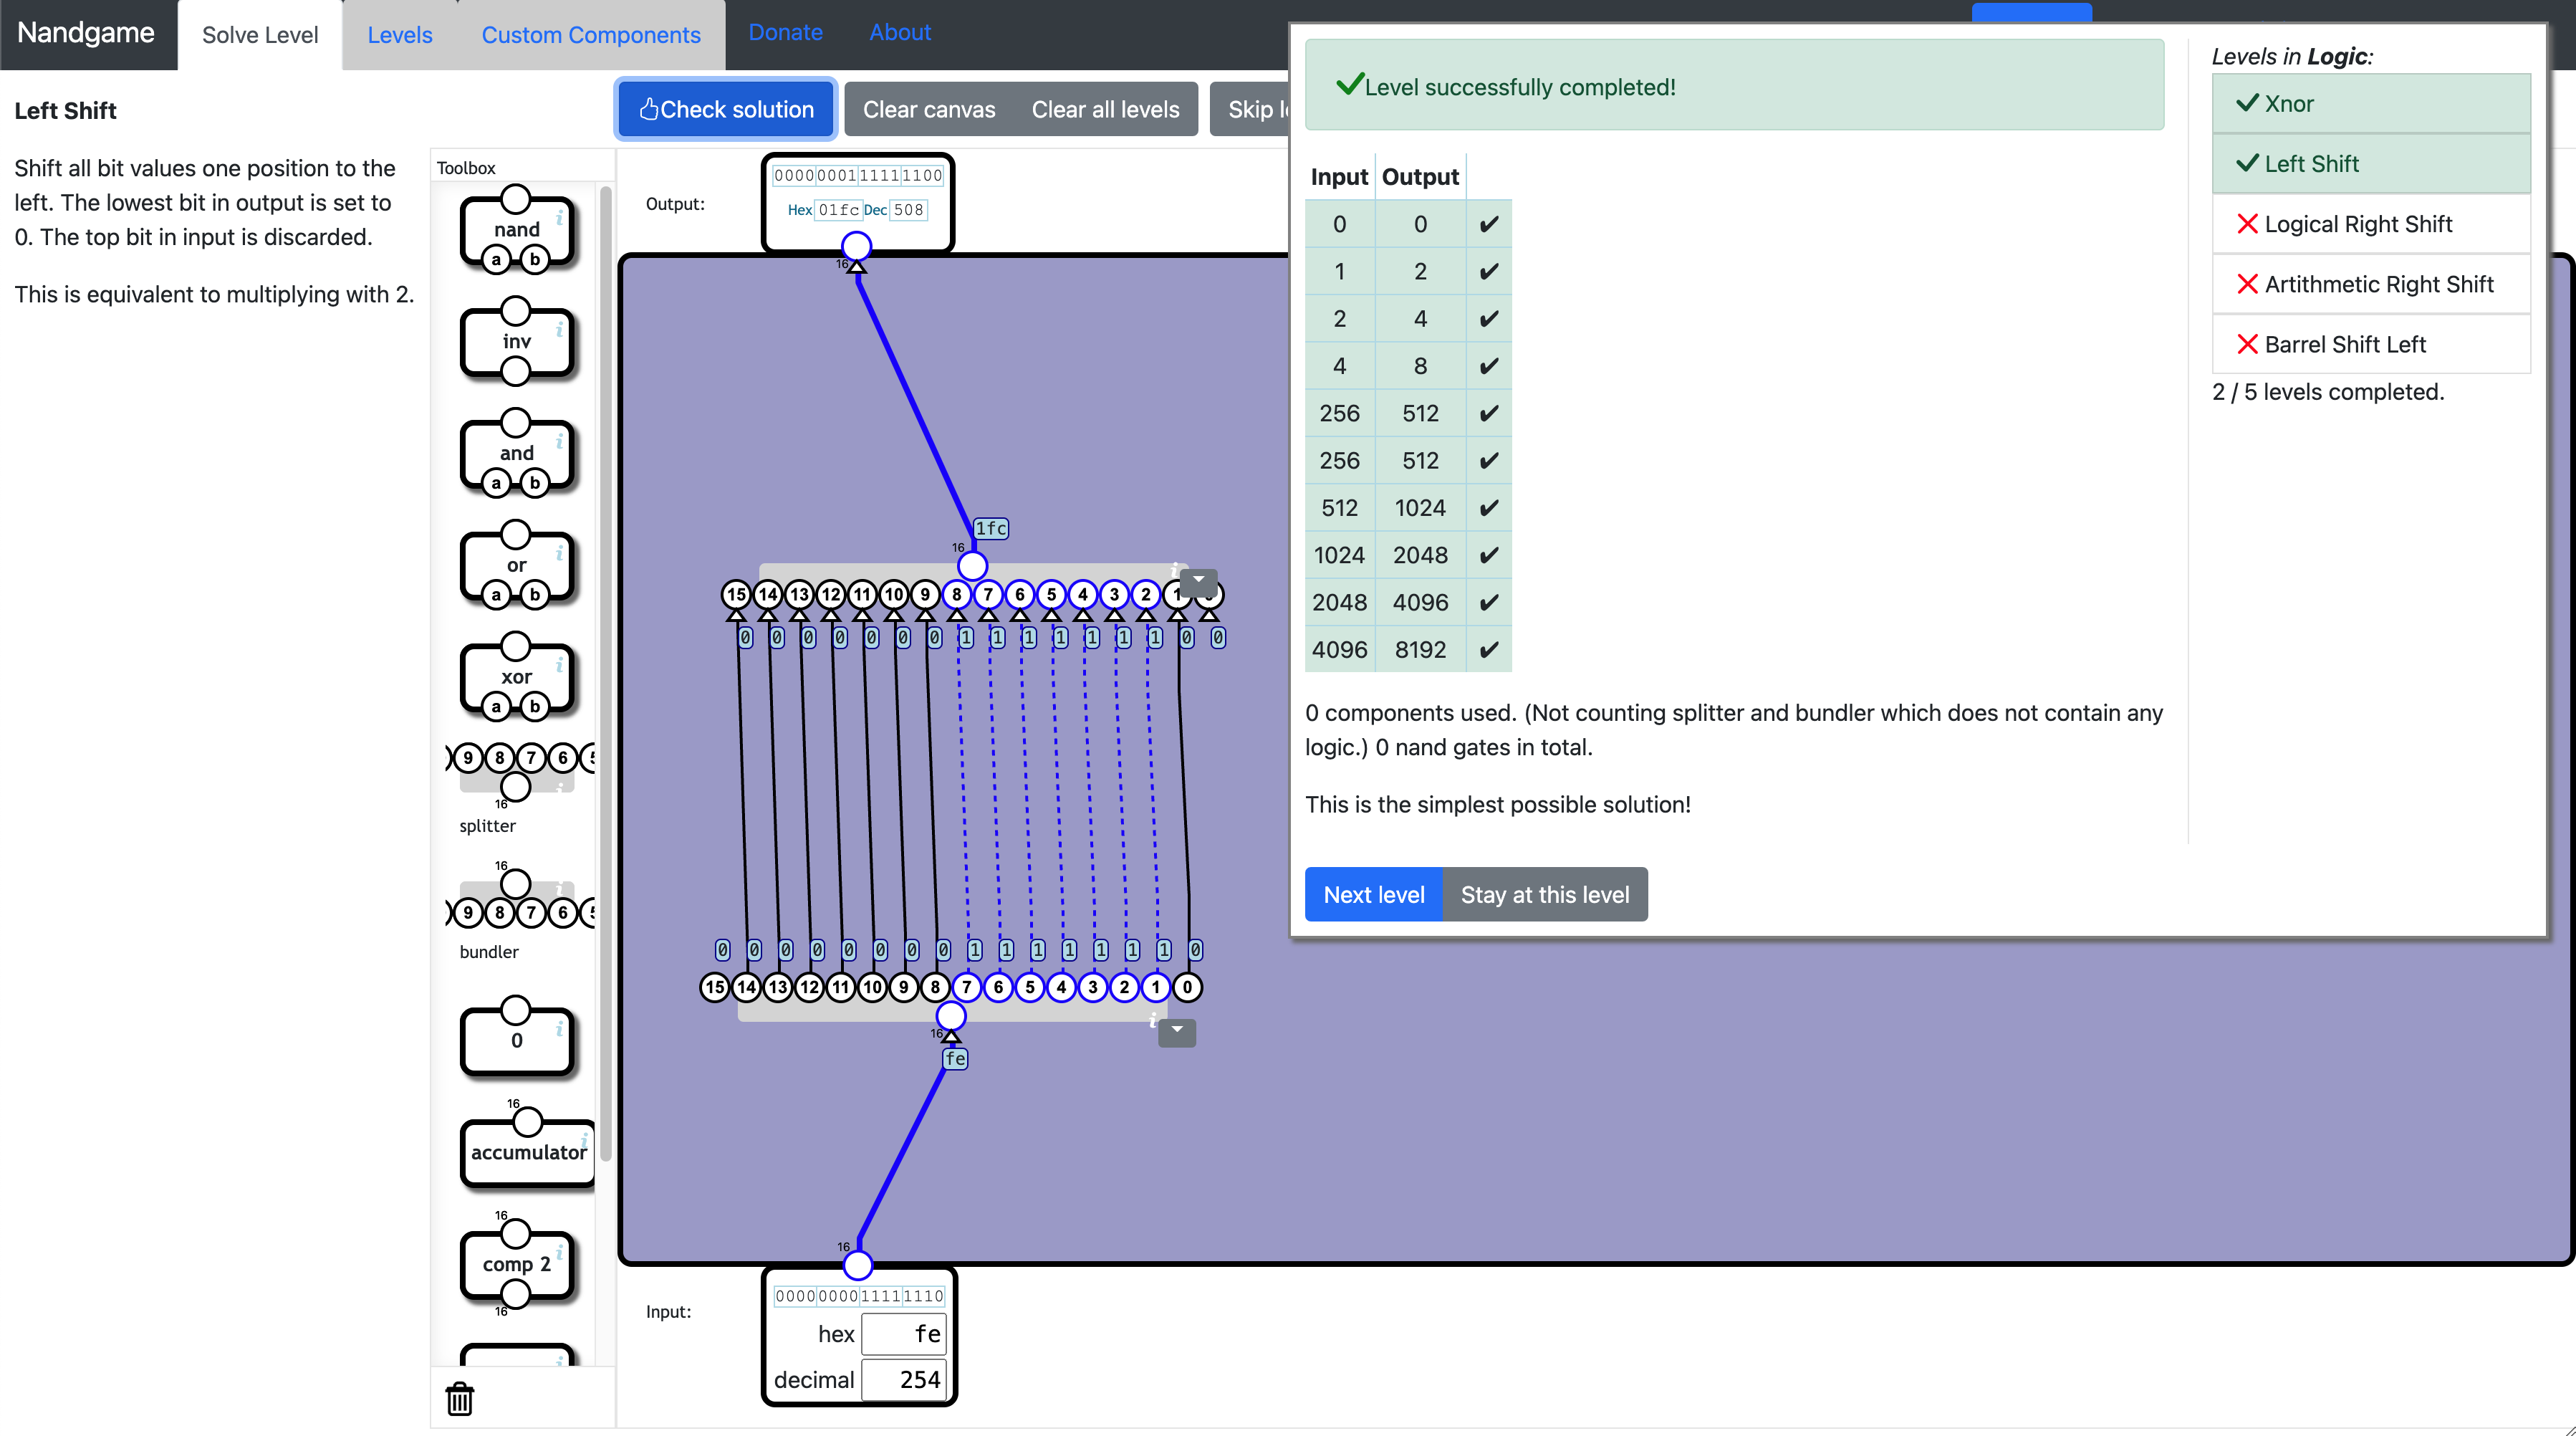 Nandgame Solve Level Levels Custom Components Donate About
Left Shift
Shift all bit values one position to the
left. The lowest bit in output is set to
0. The top bit in input is discarded.
This is equivalent to multiplying with 2.
Check solution Clear canvas Clear all levels Skip
Toolbox
nand
a b
inv
and
a b
or
a b
xor
a b
9 8 7 6
16
splitter
16
9 8 7 6
bundler
0
16
accumulator
16
comp 2
16
Output:
0000 0001 1111 1100
Hex 01fc Dec 508
16
1fc
16
15 14 13 12 11 10 9 8 7 6 5 4 3 2 1
0 0 0 0 0 0 0 1 1 1 1 1 1 1 0 0
0 0 0 0 0 0 0 0 1 1 1 1 1 1 1 0
15 14 13 12 11 10 9 8 7 6 5 4 3 2 1 0
16
fe
16
Input:
0000 0000 1111 1110
hex fe
decimal 254
Level successfully completed!
Input Output
0 0
1 2
2 4
4 8
256 512
256 512
512 1024
1024 2048
2048 4096
4096 8192
0 components used. (Not counting splitter and bundler which does not contain any
logic.) 0 nand gates in total.
This is the simplest possible solution!
Next level Stay at this level
Levels in Logic:
Xnor
Left Shift
Logical Right Shift
Artithmetic Right Shift
Barrel Shift Left
2 / 5 levels completed.